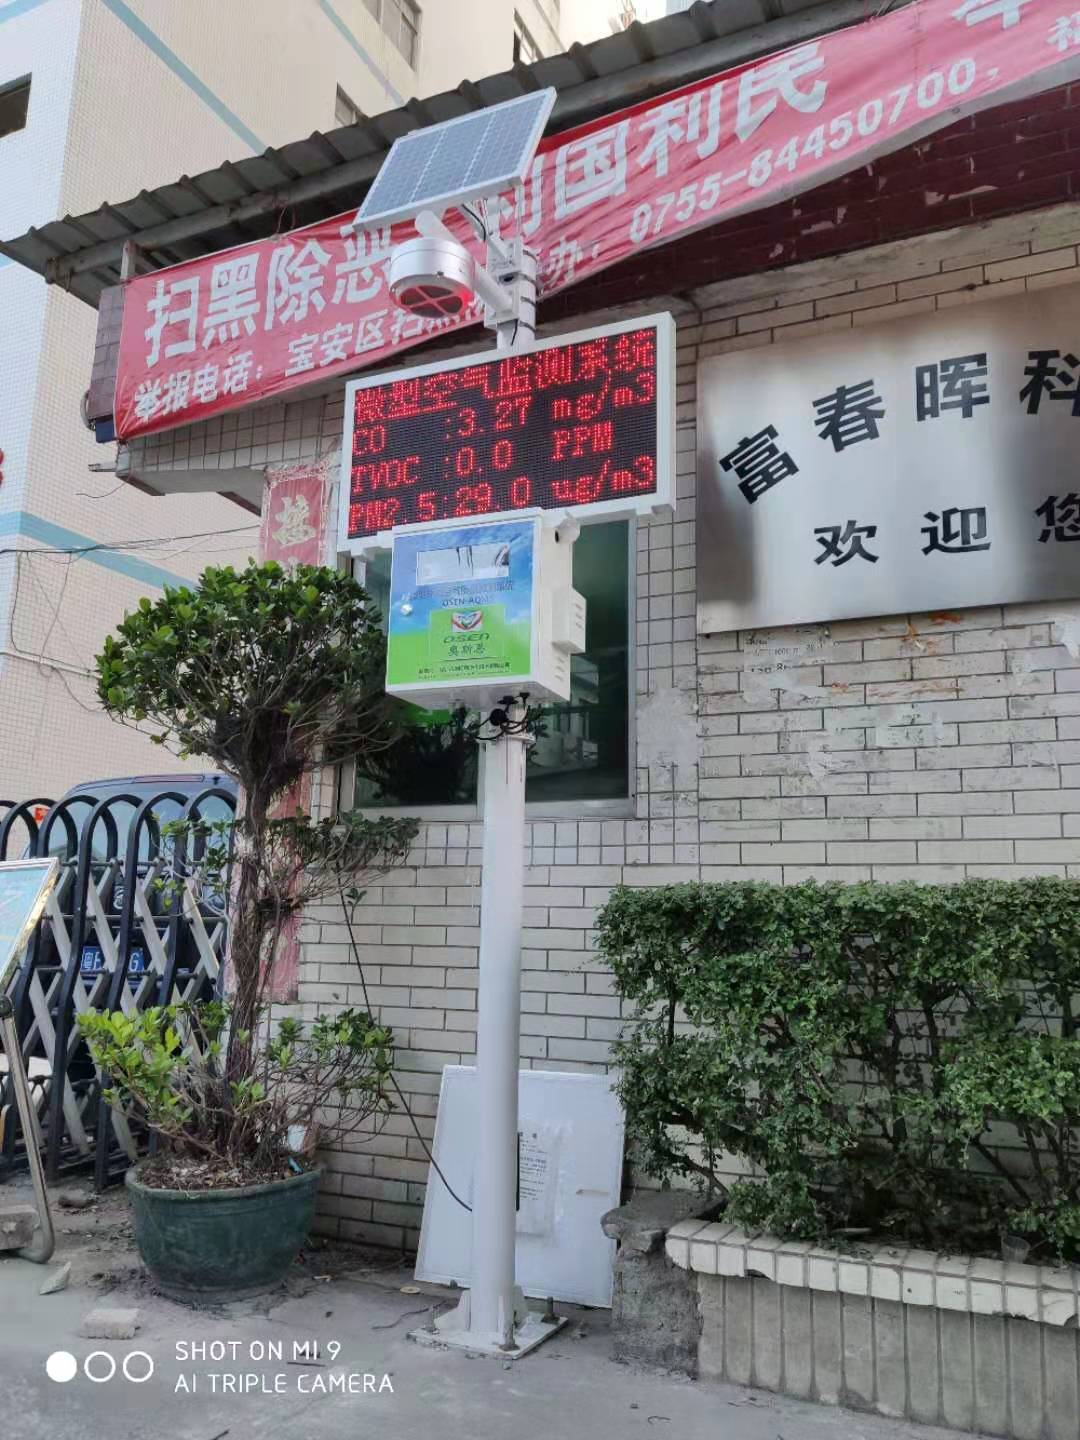 扫黑除恶 利国利民
举报电话：宝安区扫黑 办：0755-84450700，
微型空气监测系统
CO :3.27 mg/m3
TVOC :0.0 PPM
PM2.5:29.0 ug/m3
富春晖科
欢迎您
OSEN-AQMS
OSEN
奥斯恩
SHOT ON MI 9
AI TRIPLE CAMERA